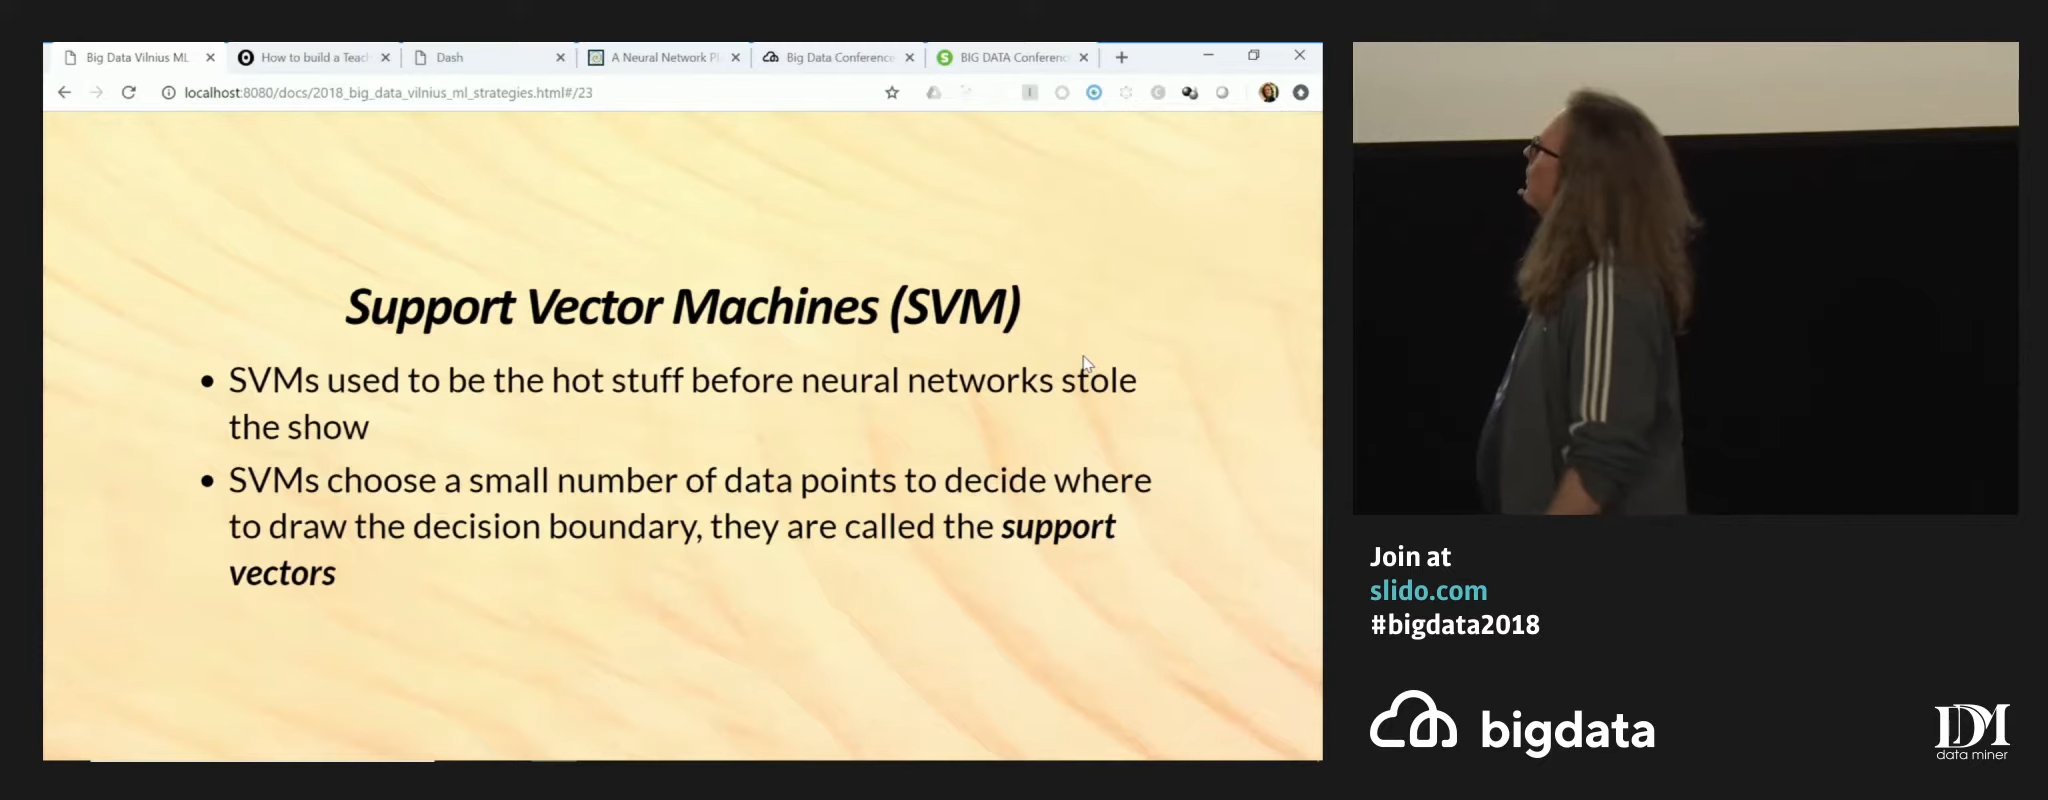 Big Data Vilnius ML
How to build a Teac
Dash
A Neural Network Pl
Big Data Conference
BIG DATA Conferenc
localhost:8080/docs/2018_big_data_vilnius_ml_strategies.html#/23
Support Vector Machines (SVM)
• SVMs used to be the hot stuff before neural networks stole
the show
• SVMs choose a small number of data points to decide where
to draw the decision boundary, they are called the support
vectors
Join at
slido.com
#bigdata2018
bigdata
DM
data miner